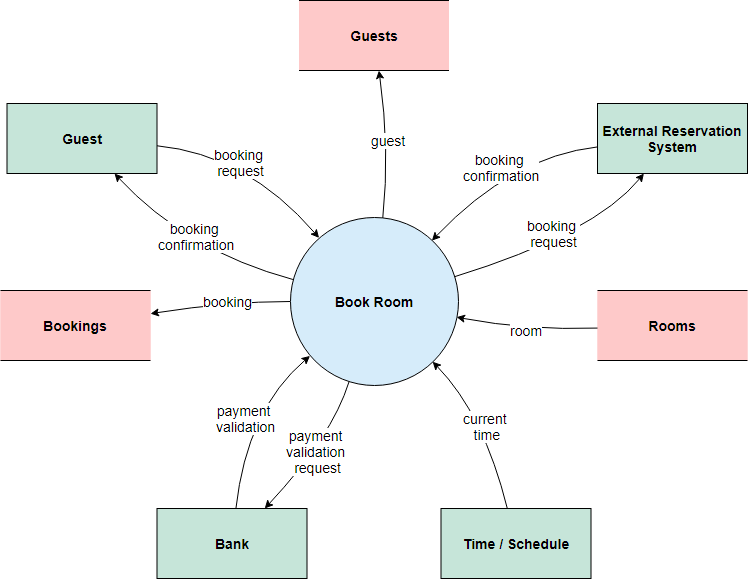 Guests
guest
Guest
External Reservation
System
booking
request
booking
confirmation
booking
confirmation
booking
request
Bookings
booking
Book Room
room
Rooms
payment
validation
payment
validation
request
current
time
Bank
Time / Schedule